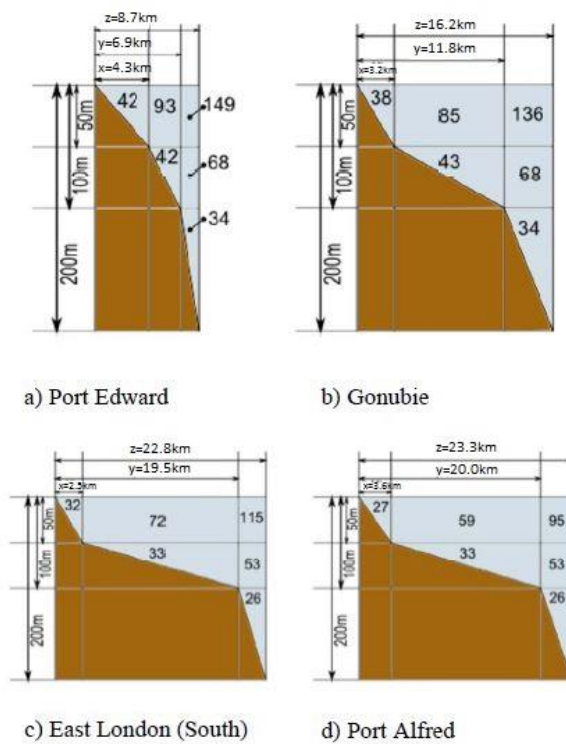 z=8.7km
y=6.9km
x=4.3km
42 93 149
50m
42 68
100m
34
200m
a) Port Edward
z=16.2km
y=11.8km
x=3.2km
38 85 136
50m
43 68
100m
34
200m
b) Gonubie
z=22.8km
y=19.5km
32 72 115
50m
33 53
100m
26
200m
c) East London (South)
z=23.3km
y=20.0km
x=3.6km
27 59 95
50m
33 53
100m
26
200m
d) Port Alfred